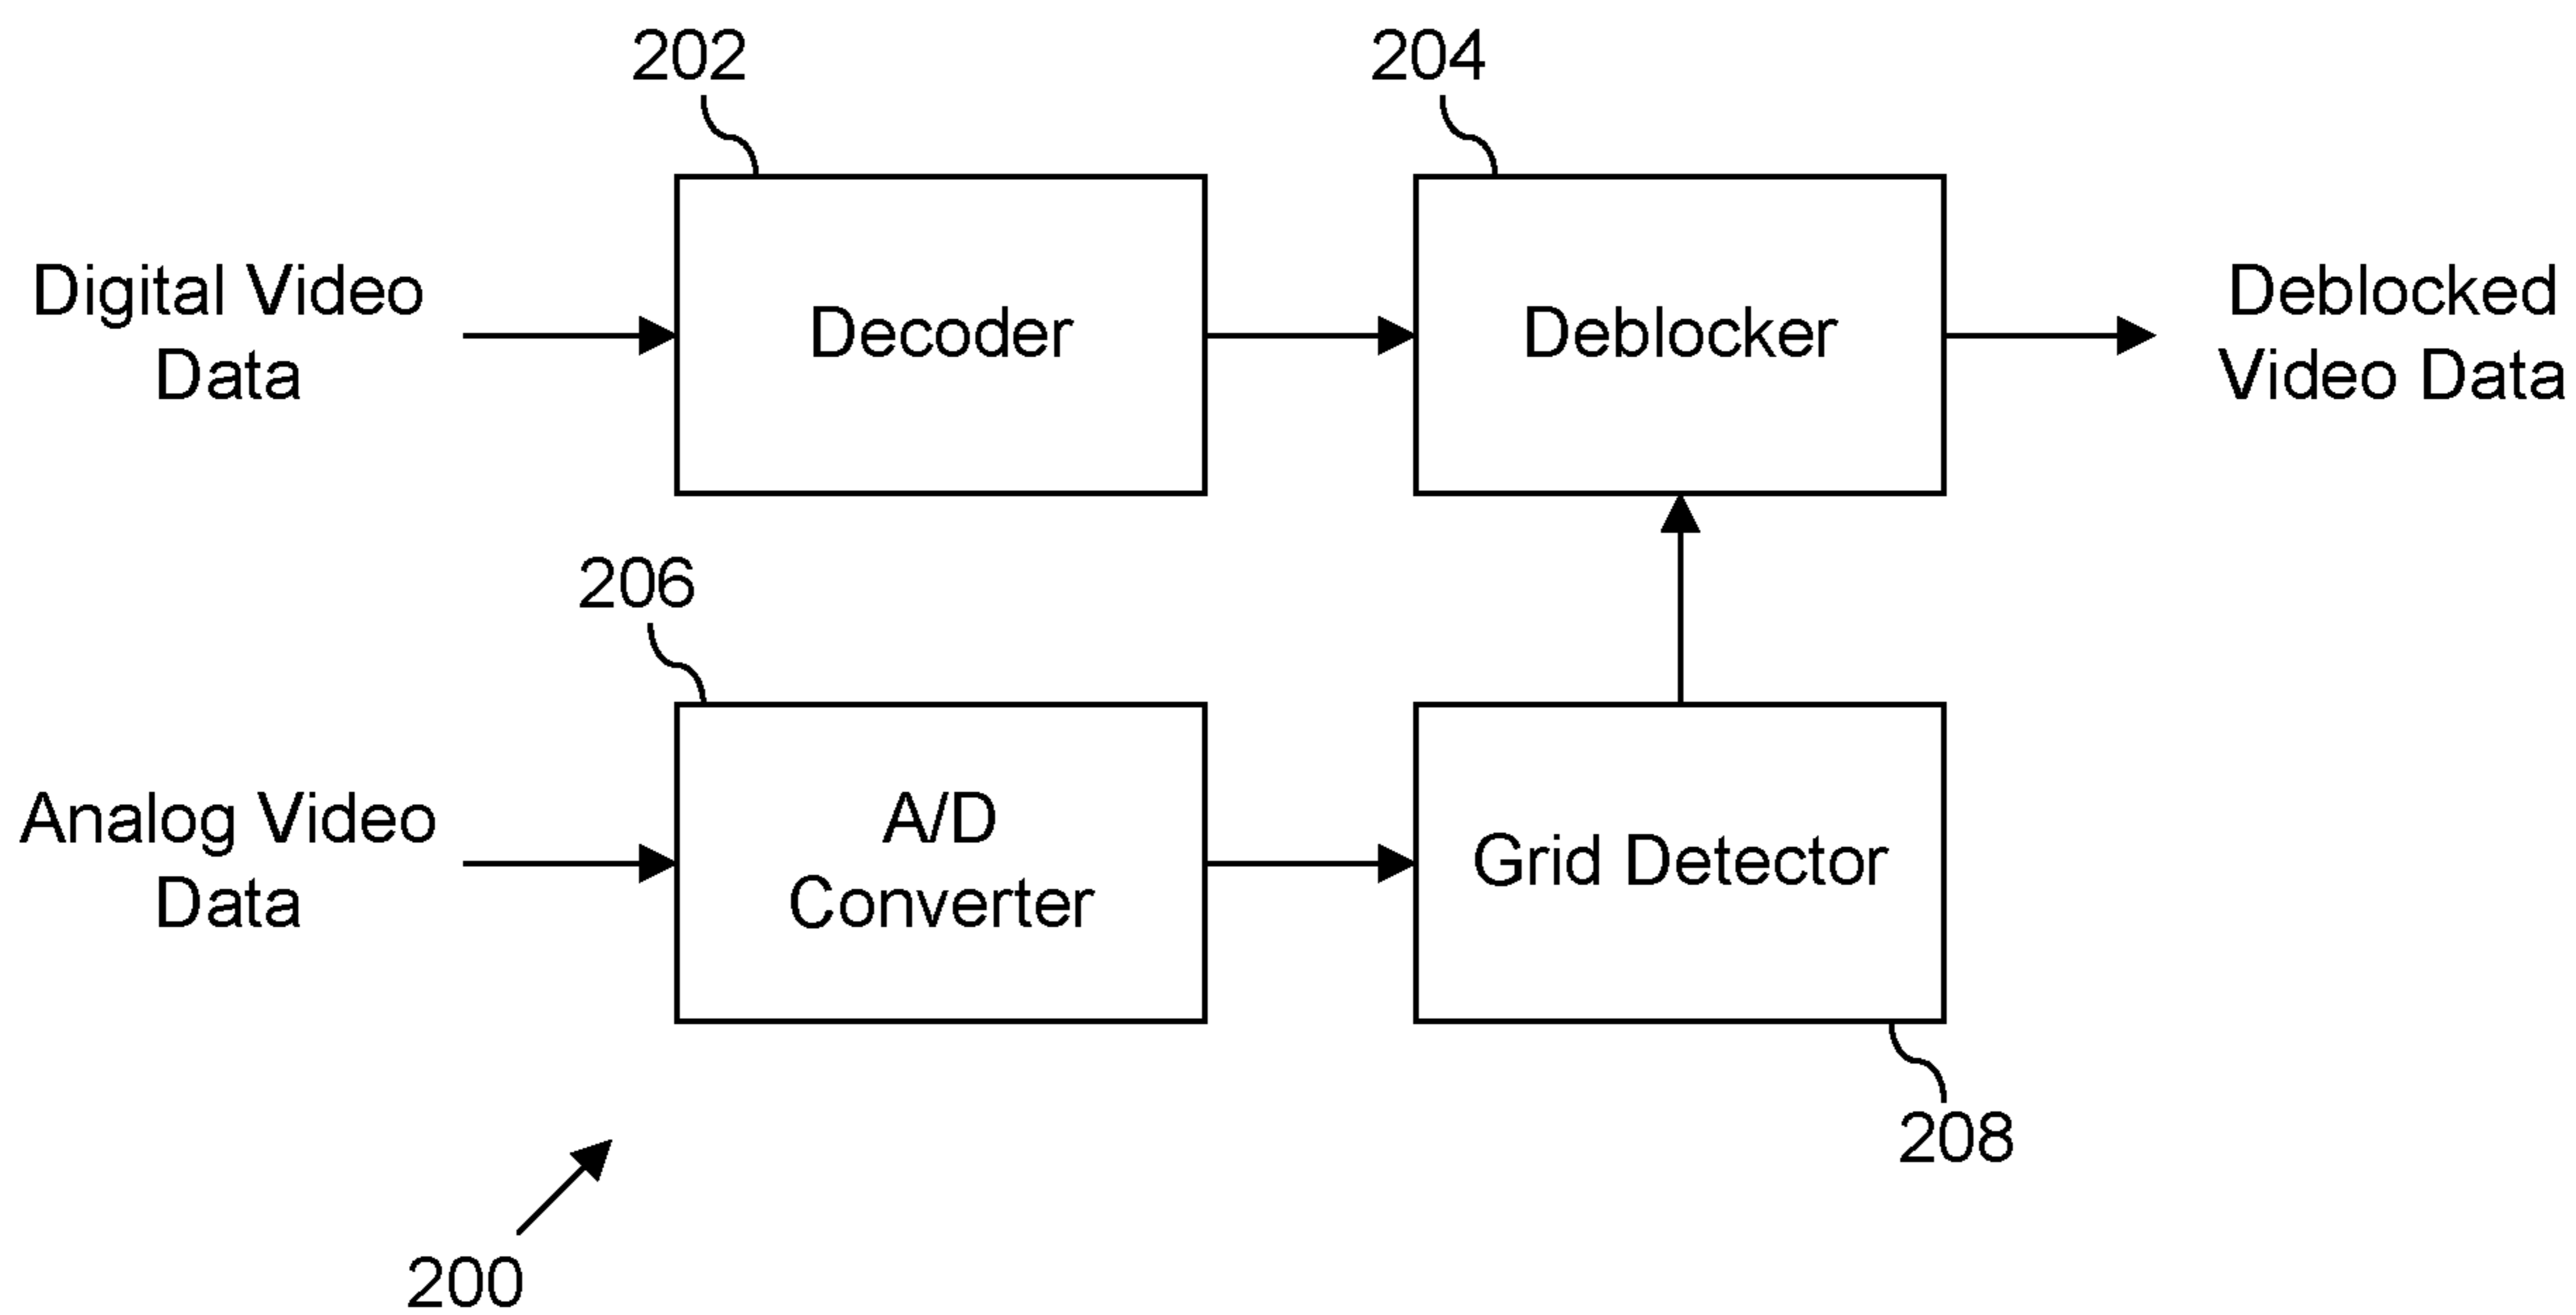 202
204
Digital Video
Data
Decoder
Deblocker
Deblocked
Video Data
206
Analog Video
Data
A/D
Converter
Grid Detector
208
200